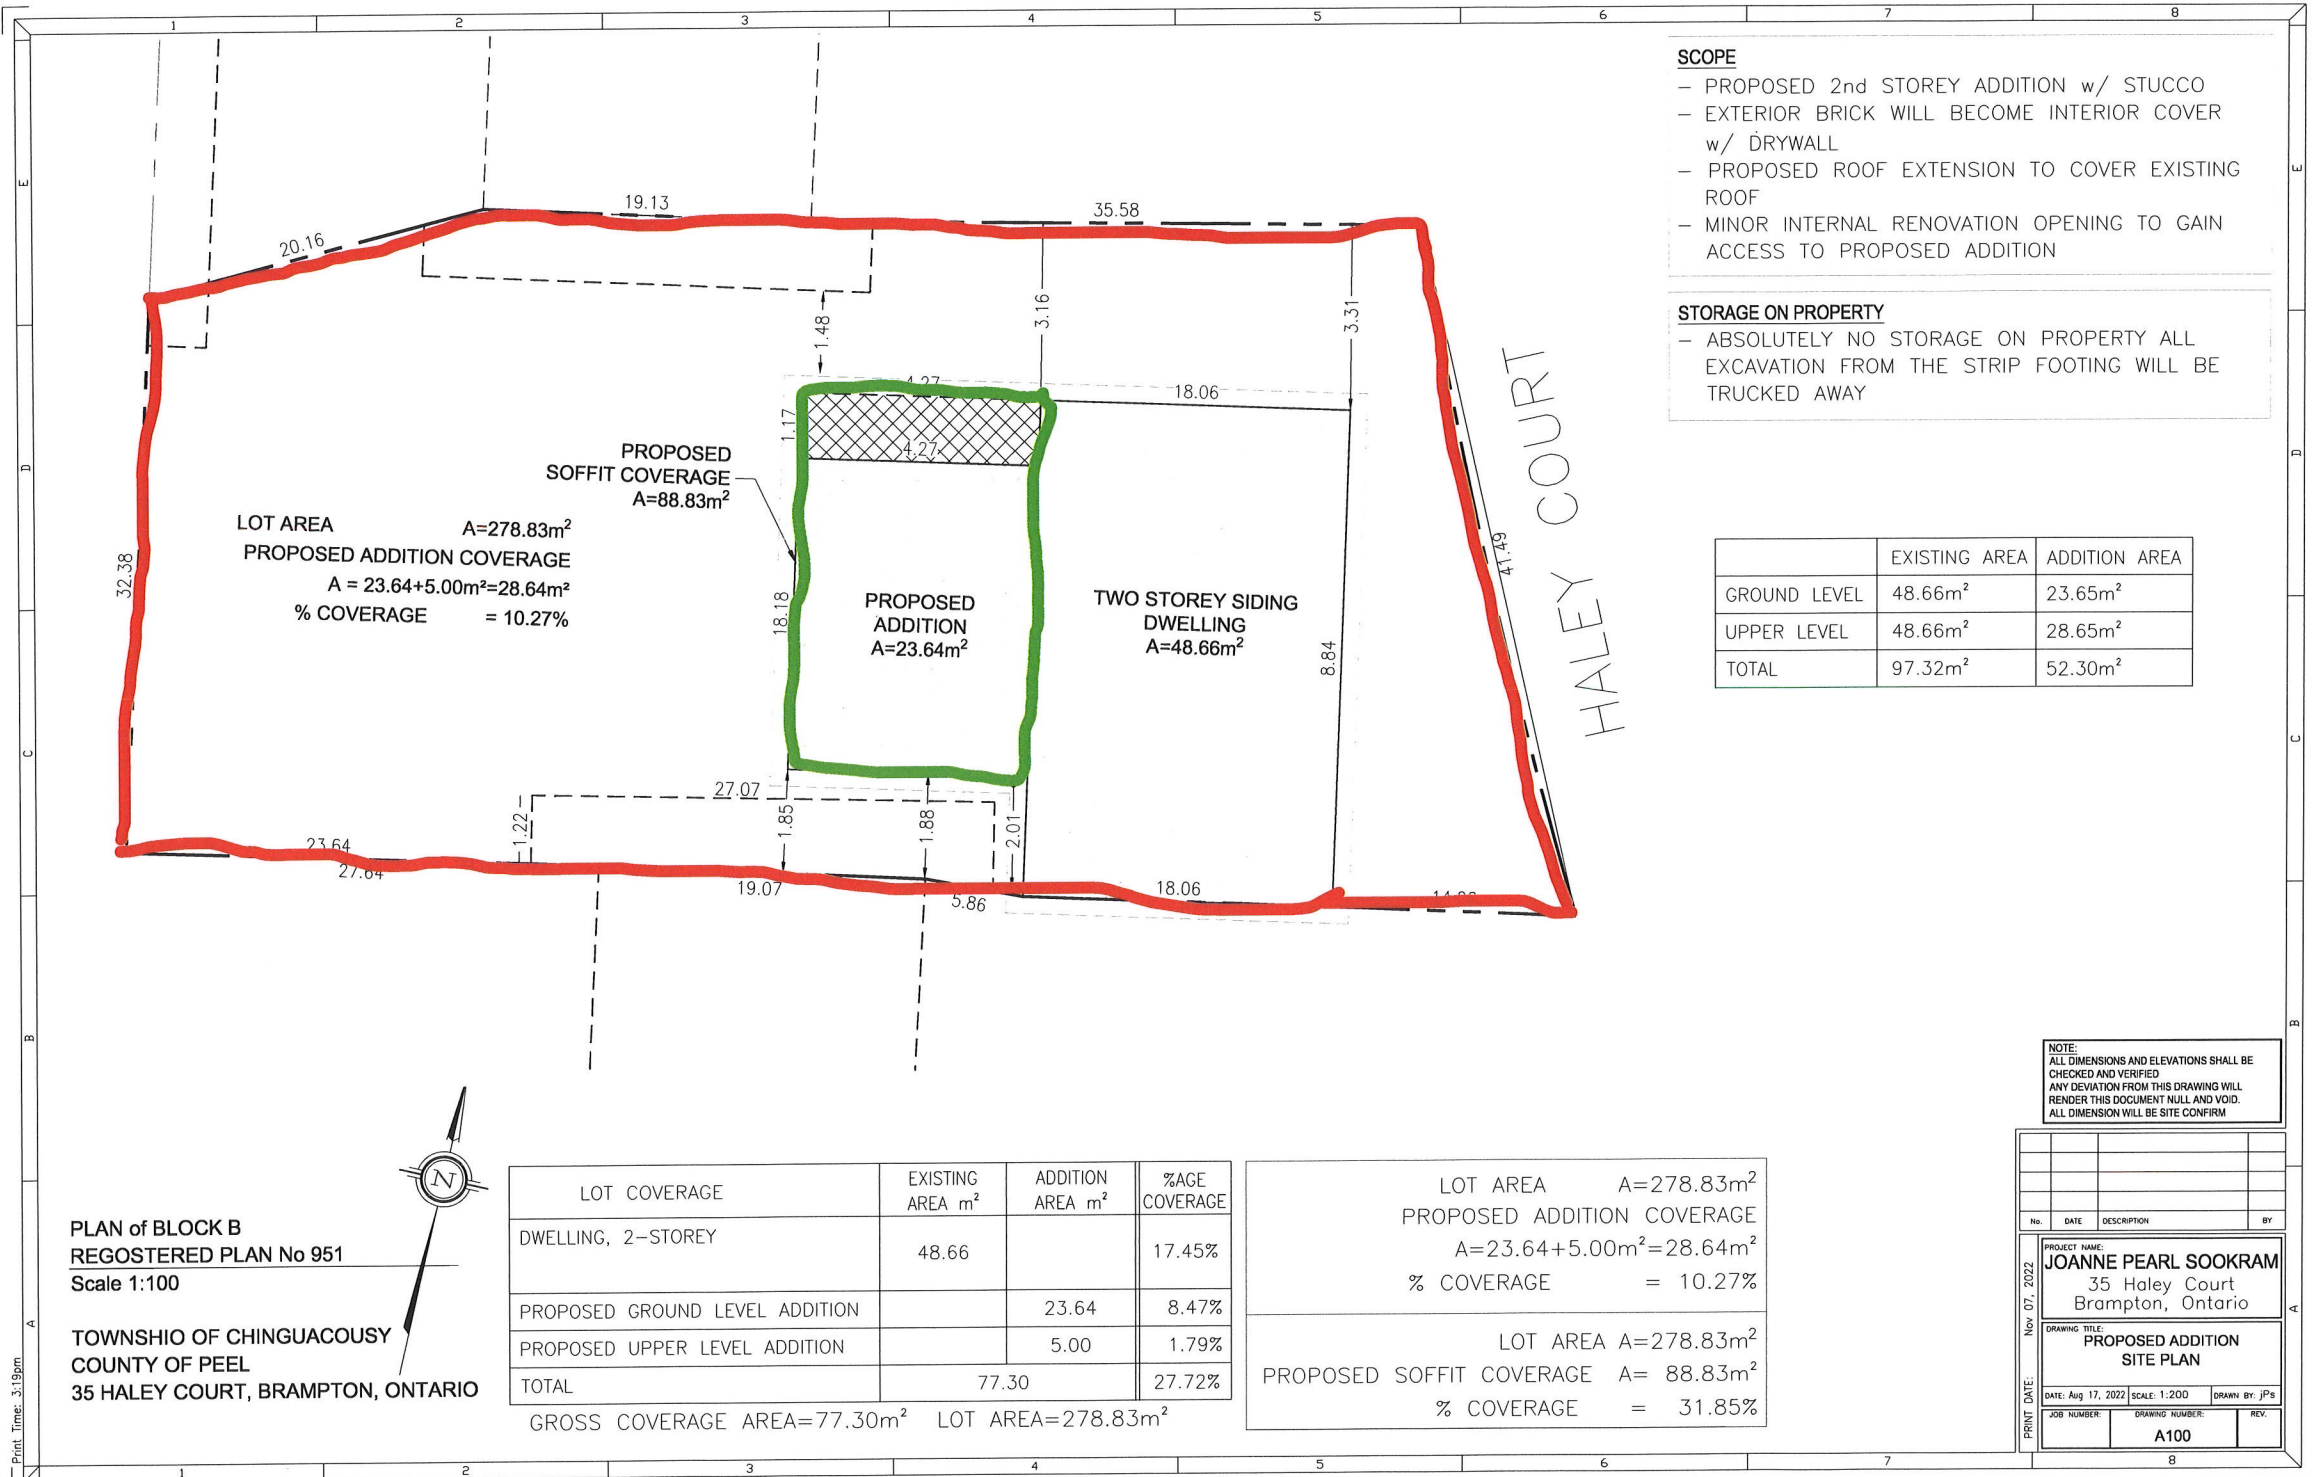 1 2 3 4 5 6 7 8
E
D
C
B
A
SCOPE
– PROPOSED 2nd STOREY ADDITION w/ STUCCO
– EXTERIOR BRICK WILL BECOME INTERIOR COVER
w/ DRYWALL
– PROPOSED ROOF EXTENSION TO COVER EXISTING
ROOF
– MINOR INTERNAL RENOVATION OPENING TO GAIN
ACCESS TO PROPOSED ADDITION
STORAGE ON PROPERTY
– ABSOLUTELY NO STORAGE ON PROPERTY ALL
EXCAVATION FROM THE STRIP FOOTING WILL BE
TRUCKED AWAY
20.16
19.13
35.58
3.16
3.31
1.48
4.27
18.06
1.17
4.27
PROPOSED
SOFFIT COVERAGE
A=88.83m²
LOT AREA A=278.83m²
PROPOSED ADDITION COVERAGE
A = 23.64+5.00m²=28.64m²
% COVERAGE = 10.27%
32.38
18.18
PROPOSED
ADDITION
A=23.64m²
TWO STOREY SIDING
DWELLING
A=48.66m²
8.84
41.49
HALEY COURT
EXISTING AREA ADDITION AREA
GROUND LEVEL 48.66m² 23.65m²
UPPER LEVEL 48.66m² 28.65m²
TOTAL 97.32m² 52.30m²
27.07
1.22
1.85
1.88
2.01
23.64
27.64
19.07
5.86
18.06
N
PLAN of BLOCK B
REGOSTERED PLAN No 951
Scale 1:100
TOWNSHIO OF CHINGUACOUSY
COUNTY OF PEEL
35 HALEY COURT, BRAMPTON, ONTARIO
LOT COVERAGE EXISTING AREA m² ADDITION AREA m² %AGE COVERAGE
DWELLING, 2–STOREY 48.66 17.45%
PROPOSED GROUND LEVEL ADDITION 23.64 8.47%
PROPOSED UPPER LEVEL ADDITION 5.00 1.79%
TOTAL 77.30 27.72%
GROSS COVERAGE AREA=77.30m² LOT AREA=278.83m²
LOT AREA A=278.83m²
PROPOSED ADDITION COVERAGE
A=23.64+5.00m²=28.64m²
% COVERAGE = 10.27%
LOT AREA A=278.83m²
PROPOSED SOFFIT COVERAGE A= 88.83m²
% COVERAGE = 31.85%
NOTE:
ALL DIMENSIONS AND ELEVATIONS SHALL BE
CHECKED AND VERIFIED
ANY DEVIATION FROM THIS DRAWING WILL
RENDER THIS DOCUMENT NULL AND VOID.
ALL DIMENSION WILL BE SITE CONFIRM
No. DATE DESCRIPTION BY
PROJECT NAME:
JOANNE PEARL SOOKRAM
35 Haley Court
Brampton, Ontario
DRAWING TITLE:
PROPOSED ADDITION
SITE PLAN
DATE: Aug 17, 2022 SCALE: 1:200 DRAWN BY: jPs
JOB NUMBER: DRAWING NUMBER: REV.
A100
PRINT DATE: Nov 07, 2022
Print Time: 3:19pm
E
D
C
B
A
1 2 3 4 5 6 7 8